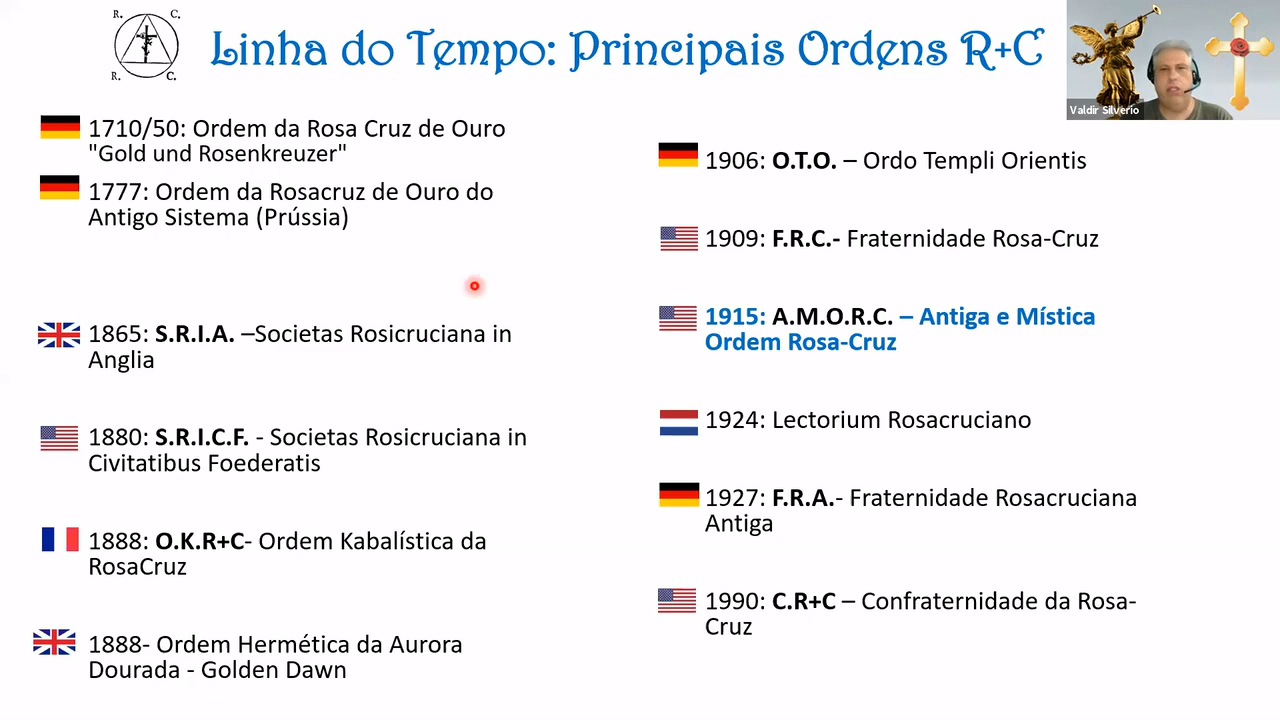 R. C.
R. C.
Linha do Tempo: Principais Ordens R+C
Valdir Silverio
1710/50: Ordem da Rosa Cruz de Ouro
"Gold und Rosenkreuzer"
1777: Ordem da Rosacruz de Ouro do
Antigo Sistema (Prússia)
1865: S.R.I.A. –Societas Rosicruciana in
Anglia
1880: S.R.I.C.F. - Societas Rosicruciana in
Civitatibus Foederatis
1888: O.K.R+C- Ordem Kabalística da
RosaCruz
1888- Ordem Hermética da Aurora
Dourada - Golden Dawn
1906: O.T.O. – Ordo Templi Orientis
1909: F.R.C.- Fraternidade Rosa-Cruz
1915: A.M.O.R.C. – Antiga e Mística
Ordem Rosa-Cruz
1924: Lectorium Rosacruciano
1927: F.R.A.- Fraternidade Rosacruciana
Antiga
1990: C.R+C – Confraternidade da Rosa-
Cruz